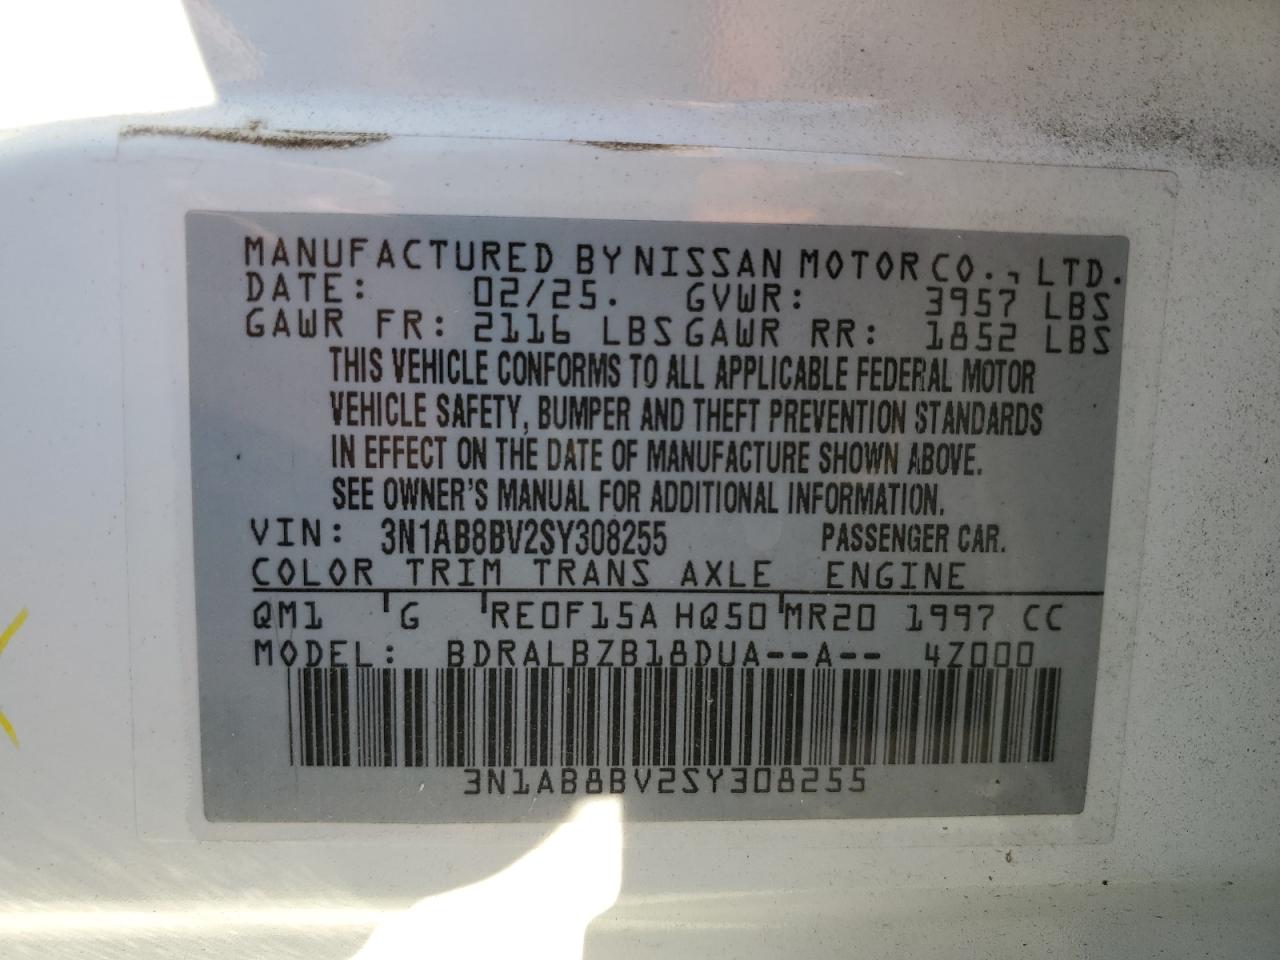 MANUFACTURED BY NISSAN MOTOR CO., LTD.
DATE: 02/25. GVWR: 3957 LBS
GAWR FR: 2116 LBS GAWR RR: 1852 LBS
THIS VEHICLE CONFORMS TO ALL APPLICABLE FEDERAL MOTOR
VEHICLE SAFETY, BUMPER AND THEFT PREVENTION STANDARDS
IN EFFECT ON THE DATE OF MANUFACTURE SHOWN ABOVE.
SEE OWNER'S MANUAL FOR ADDITIONAL INFORMATION.
VIN: 3N1AB8BV2SY308255 PASSENGER CAR.
COLOR TRIM TRANS AXLE ENGINE
QM1 G RE0F15A HQ50 MR20 1997 CC
MODEL: BDRALBZB18DUA--A-- 4Z000
3N1AB8BV2SY308255